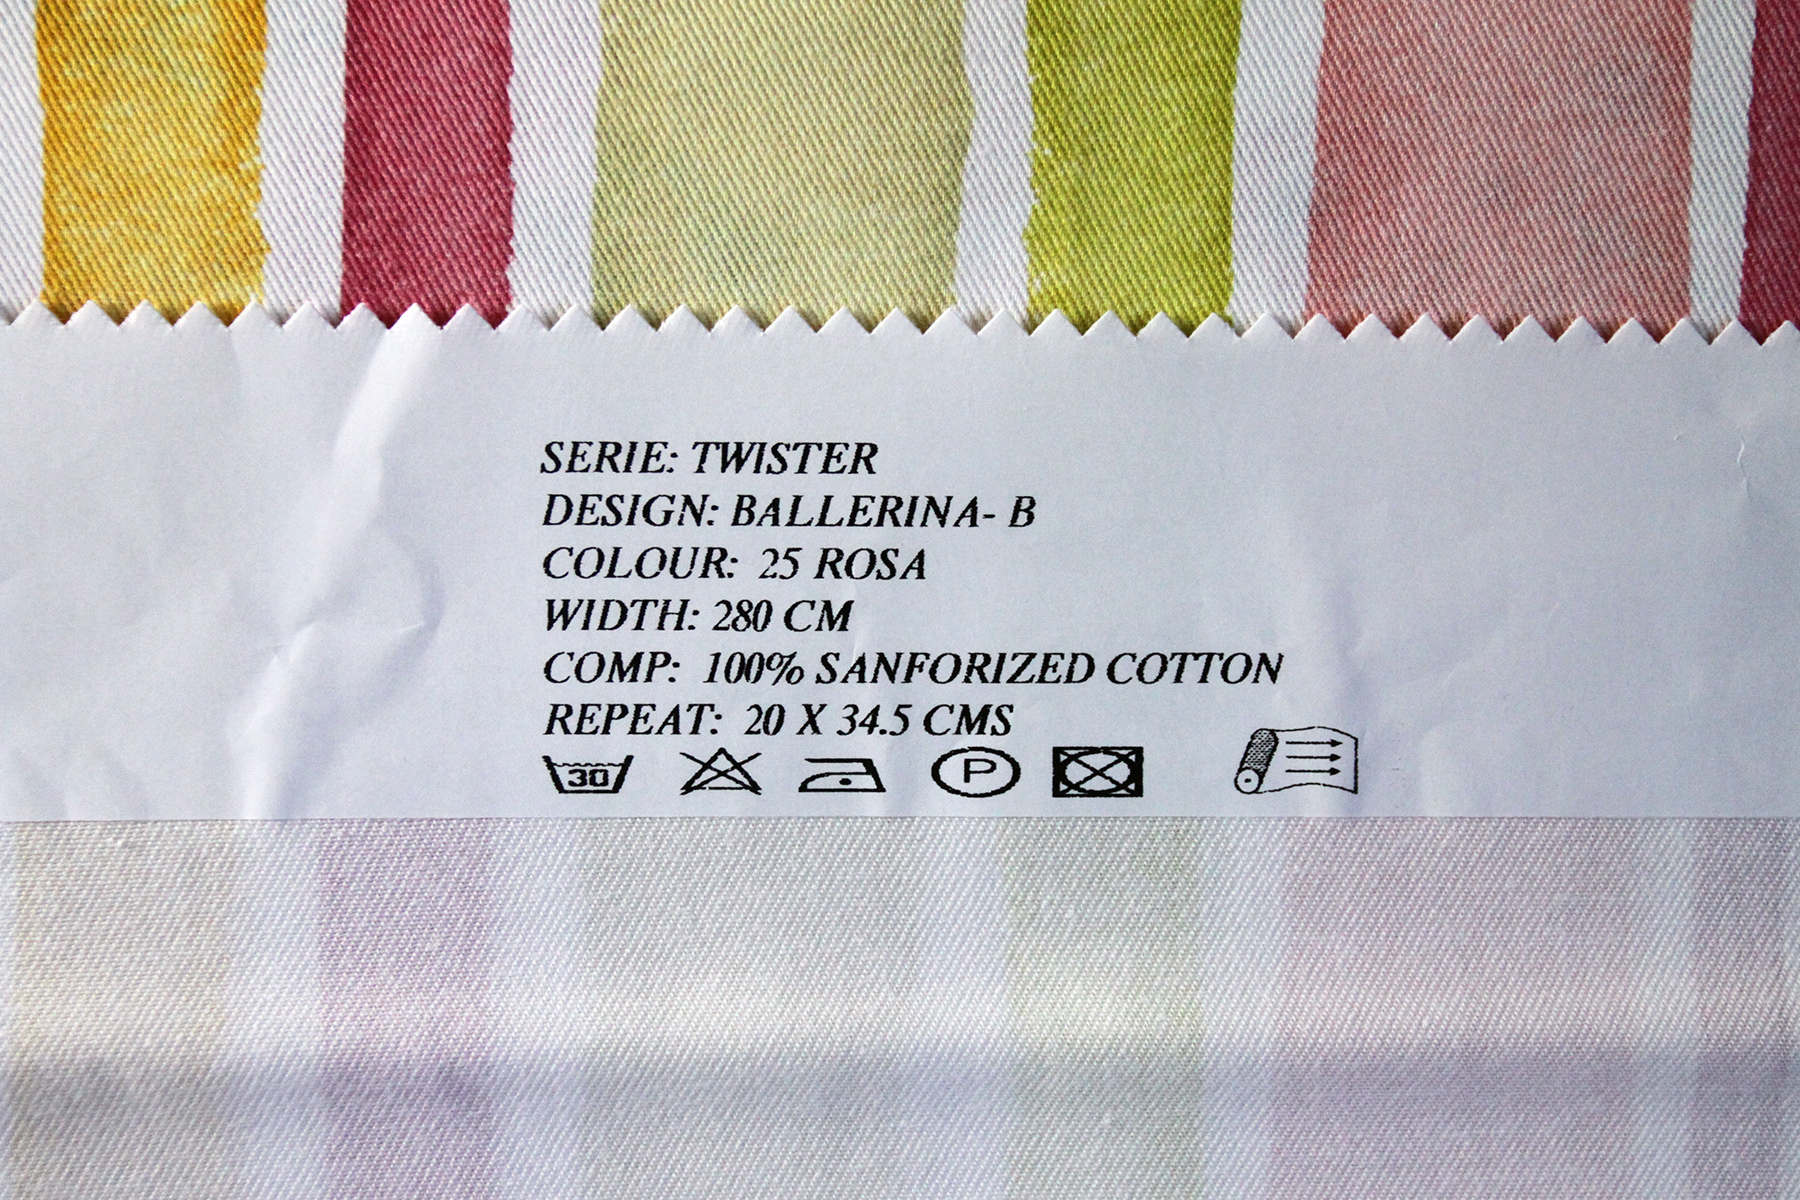 SERIE: TWISTER
DESIGN: BALLERINA- B
COLOUR: 25 ROSA
WIDTH: 280 CM
COMP: 100% SANFORIZED COTTON
REPEAT: 20 X 34.5 CMS
30 P